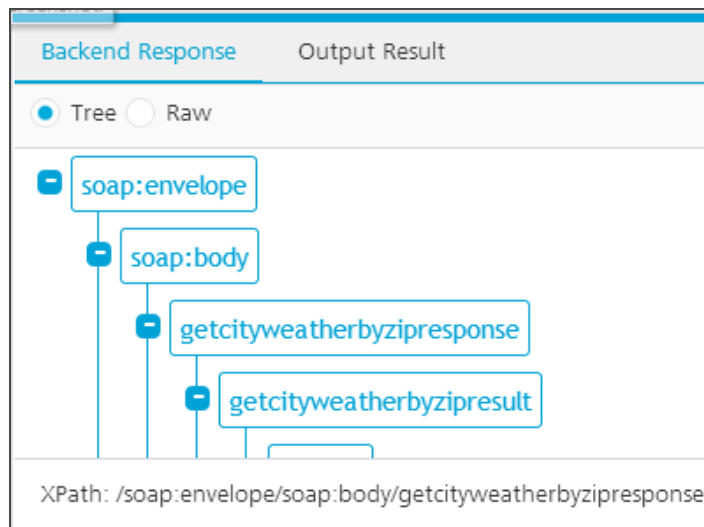 Backend Response Output Result
Tree Raw
soap:envelope
soap:body
getcityweatherbyzipresponse
getcityweatherbyzipresult
XPath: /soap:envelope/soap:body/getcityweatherbyzipresponse